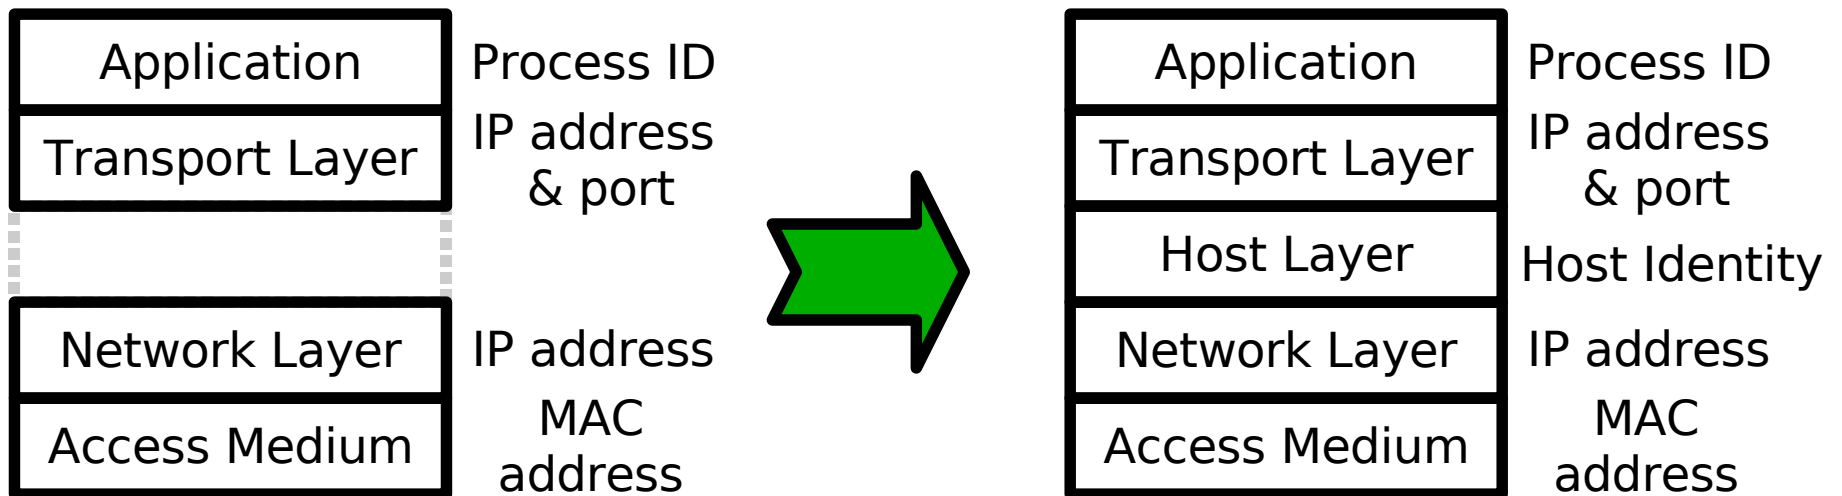 Application
Process ID
Transport Layer
IP address
& port
Network Layer
IP address
Access Medium
MAC
address
Application
Process ID
Transport Layer
IP address
& port
Host Layer
Host Identity
Network Layer
IP address
Access Medium
MAC
address